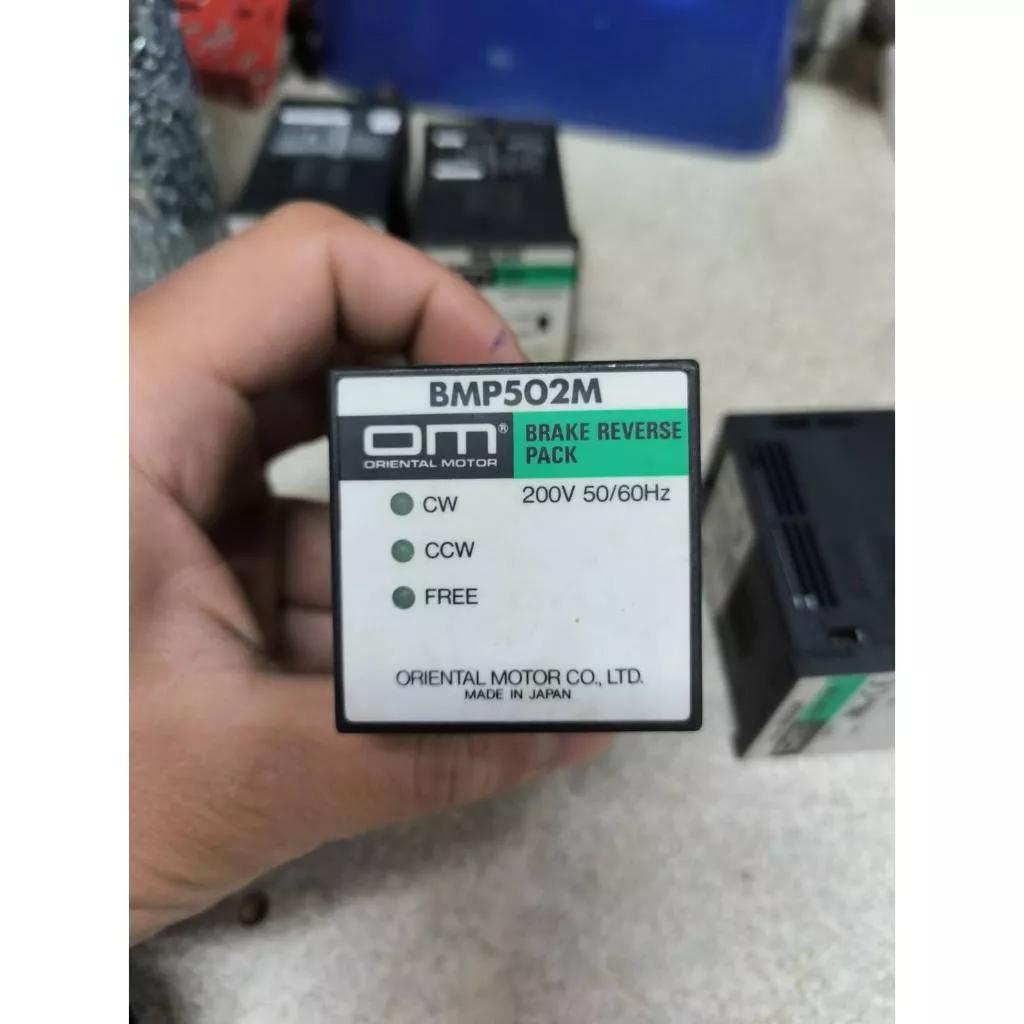 BMP502M
om®
ORIENTAL MOTOR
BRAKE REVERSE
PACK
200V 50/60Hz
CW
CCW
FREE
ORIENTAL MOTOR CO., LTD.
MADE IN JAPAN